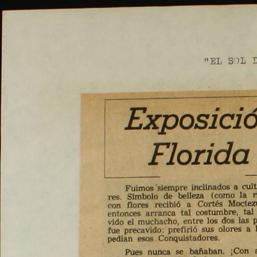 "EL SOL D
Exposició
Florida
Fuimos siempre inclinados a cult
res. Símbolo de belleza (como la r
con flores recibió a Cortés Moctez
entonces arranca tal costumbre, tal
vido el muchacho, entre los dos las p
fue precavido: prefirió sus olores a l
pedían esos Conquistadores.
Pues nunca se bañaban. ¡Con a